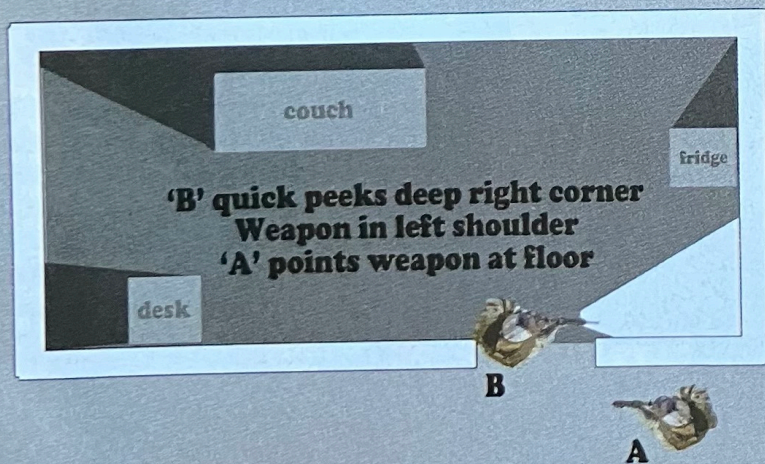 couch
fridge
'B' quick peeks deep right corner
Weapon in left shoulder
'A' points weapon at floor
desk
B
A